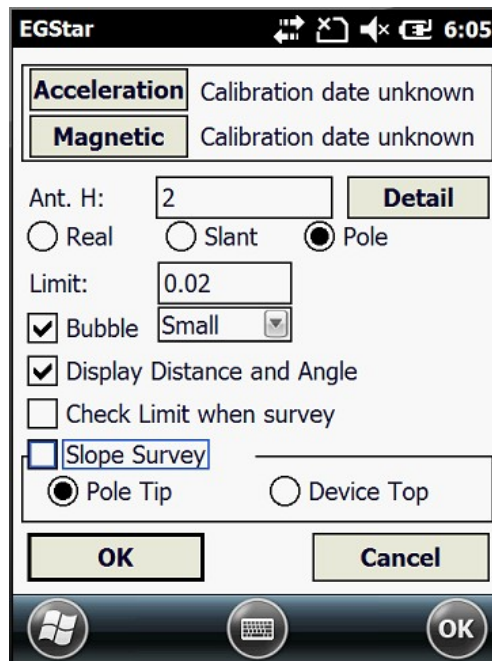 EGStar 6:05
Acceleration Calibration date unknown
Magnetic Calibration date unknown
Ant. H: 2 Detail
Real Slant Pole
Limit: 0.02
Bubble Small
Display Distance and Angle
Check Limit when survey
Slope Survey
Pole Tip Device Top
OK Cancel
OK